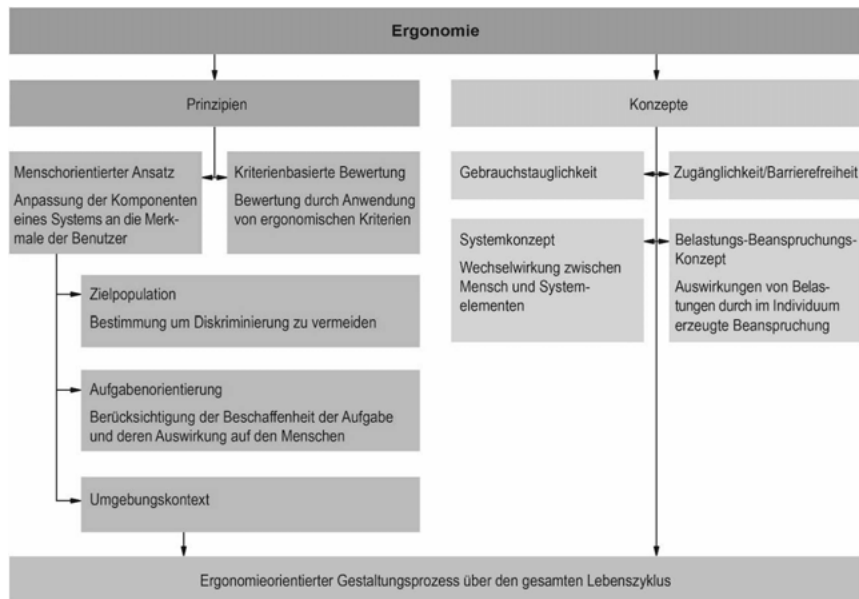 Ergonomie
Prinzipien
Menschorientierter Ansatz
Anpassung der Komponenten
eines Systems an die Merk-
male der Benutzer
Kriterienbasierte Bewertung
Bewertung durch Anwendung
von ergonomischen Kriterien
Zielpopulation
Bestimmung um Diskriminierung zu vermeiden
Aufgabenorientierung
Berücksichtigung der Beschaffenheit der Aufgabe
und deren Auswirkung auf den Menschen
Umgebungskontext
Konzepte
Gebrauchstauglichkeit
Zugänglichkeit/Barrierefreiheit
Systemkonzept
Wechselwirkung zwischen
Mensch und System-
elementen
Belastungs-Beanspruchungs-
Konzept
Auswirkungen von Belas-
tungen durch im Individuum
erzeugte Beanspruchung
Ergonomieorientierter Gestaltungsprozess über den gesamten Lebenszyklus